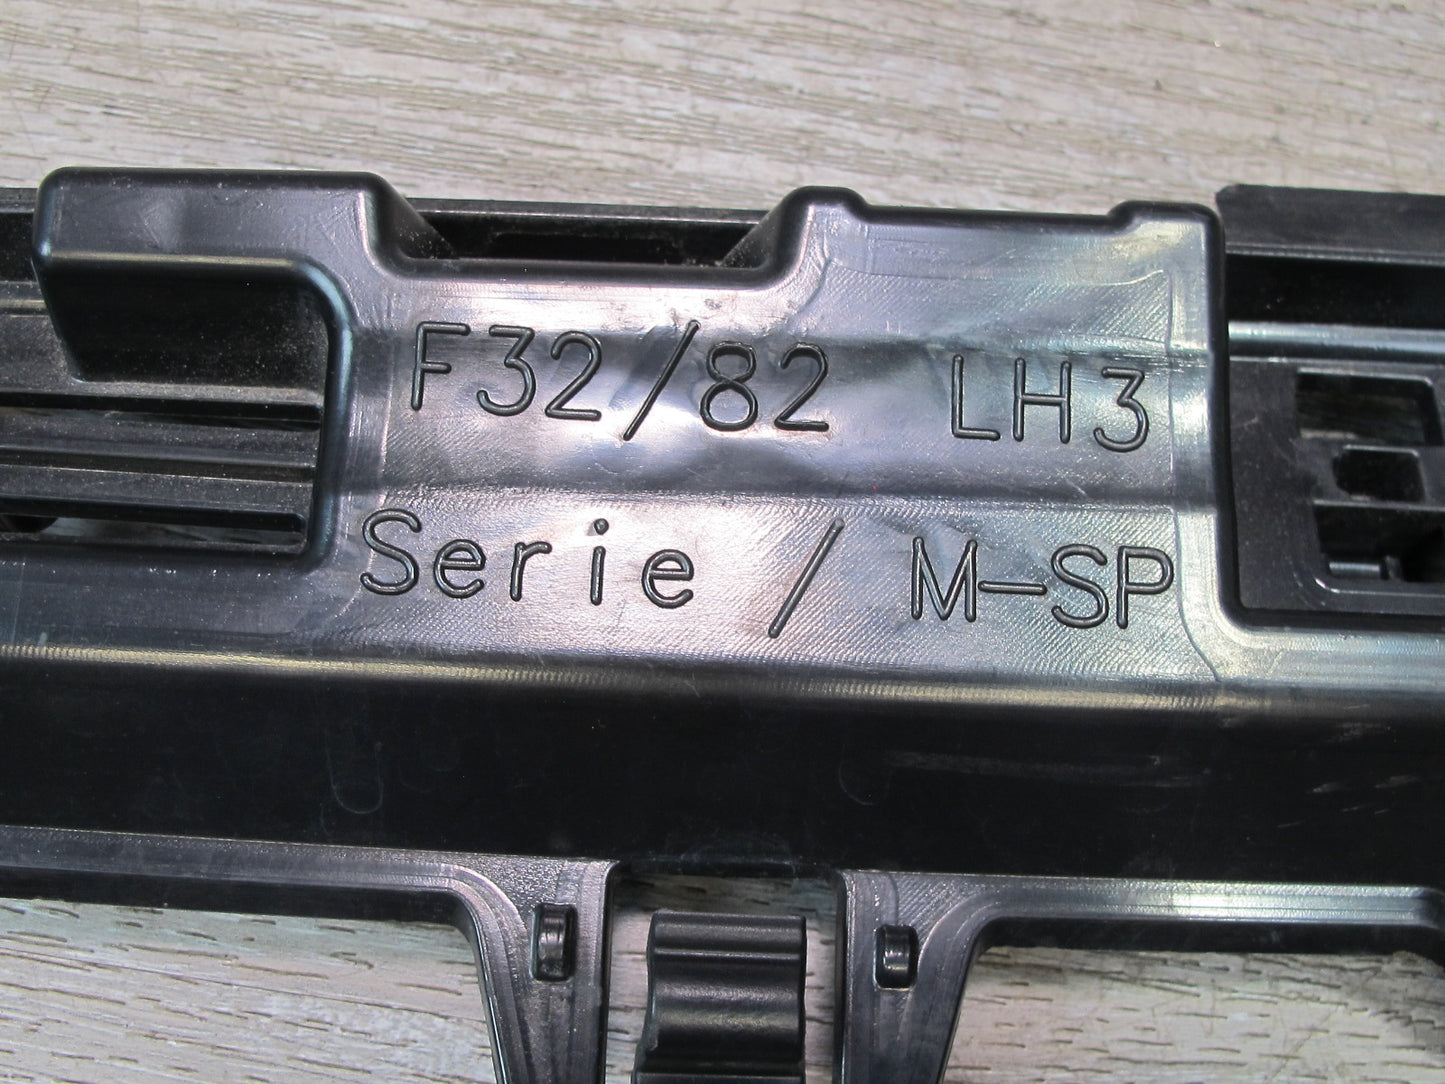 F32/82 LH3
Serie / M-SP